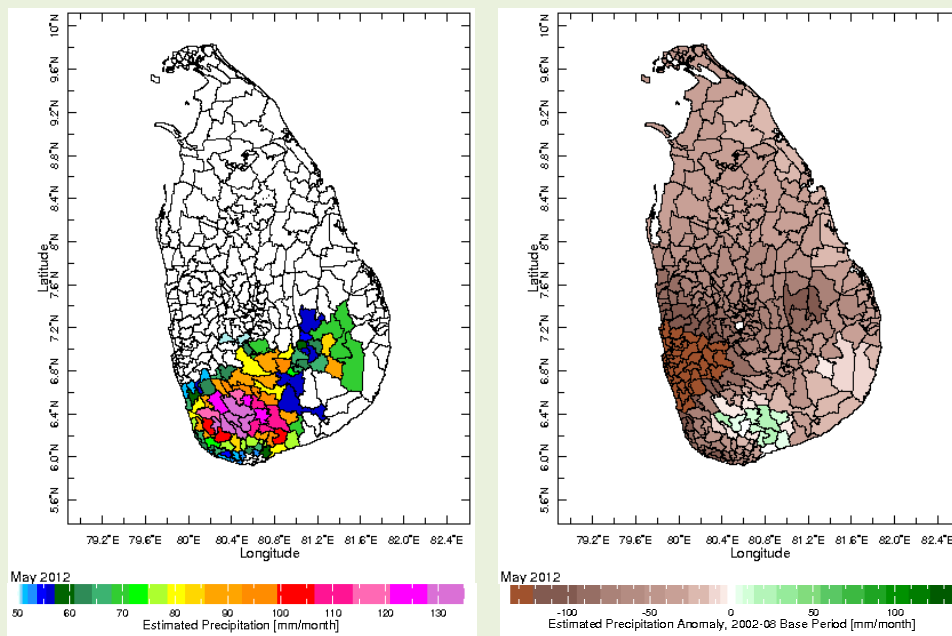 10°N
9.6°N
9.2°N
8.8°N
8.4°N
8°N
7.6°N
7.2°N
6.8°N
6.4°N
6.0°N
5.6°N
Latitude
79.2°E 79.6°E 80°E 80.4°E 80.8°E 81.2°E 81.6°E 82.0°E 82.4°E
Longitude
May 2012
50 60 70 80 90 100 110 120 130
Estimated Precipitation [mm/month]
10°N
9.6°N
9.2°N
8.8°N
8.4°N
8°N
7.6°N
7.2°N
6.8°N
6.4°N
6.0°N
5.6°N
Latitude
79.2°E 79.6°E 80°E 80.4°E 80.8°E 81.2°E 81.6°E 82.0°E 82.4°E
Longitude
May 2012
-100 -50 0 50 100
Estimated Precipitation Anomaly, 2002-08 Base Period [mm/month]